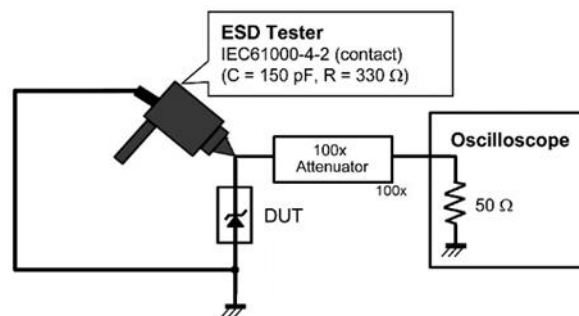 ESD Tester
IEC61000-4-2 (contact)
(C = 150 pF, R = 330 Ω)
100x
Attenuator
100x
Oscilloscope
50 Ω
DUT